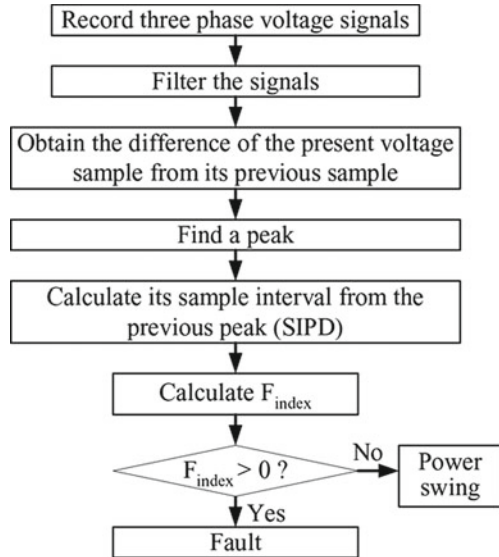 Record three phase voltage signals
Filter the signals
Obtain the difference of the present voltage
sample from its previous sample
Find a peak
Calculate its sample interval from the
previous peak (SIPD)
Calculate F_index
F_index > 0 ?
No
Power
swing
Yes
Fault